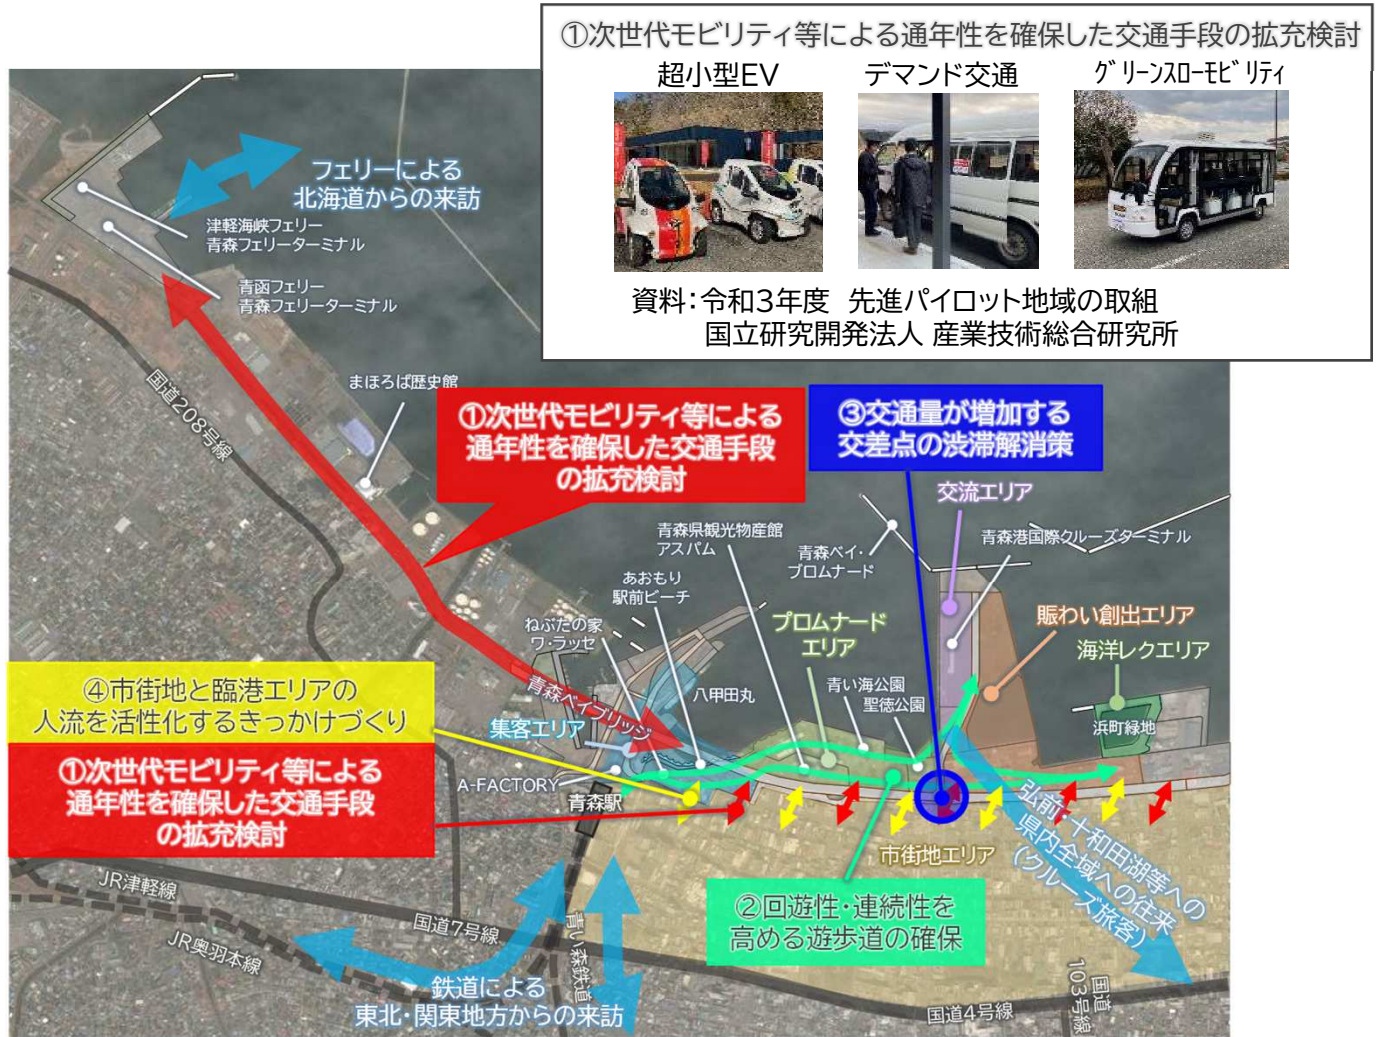 ①次世代モビリティ等による通年性を確保した交通手段の拡充検討
超小型EV
デマンド交通
グリーンスローモビリティ
資料：令和3年度　先進パイロット地域の取組
国立研究開発法人 産業技術総合研究所
フェリーによる
北海道からの来訪
津軽海峡フェリー
青森フェリーターミナル
青函フェリー
青森フェリーターミナル
国道208号線
まほろば歴史館
①次世代モビリティ等による
通年性を確保した交通手段
の拡充検討
③交通量が増加する
交差点の渋滞解消策
交流エリア
青森県観光物産館
アスパム
青森ベイ・
プロムナード
青森港国際クルーズターミナル
あおもり
駅前ビーチ
ねぶたの家
ワ・ラッセ
プロムナード
エリア
賑わい創出エリア
海洋レクエリア
④市街地と臨港エリアの
人流を活性化するきっかけづくり
青森ベイブリッジ
八甲田丸
青い海公園
聖徳公園
集客エリア
浜町緑地
①次世代モビリティ等による
通年性を確保した交通手段
の拡充検討
A-FACTORY
青森駅
市街地エリア
弘前・十和田湖等への
県内全域への往来
（クルーズ旅客）
②回遊性・連続性を
高める遊歩道の確保
JR津軽線
国道7号線
JR奥羽本線
青い森鉄道
鉄道による
東北・関東地方からの来訪
国道4号線
国道
103号線